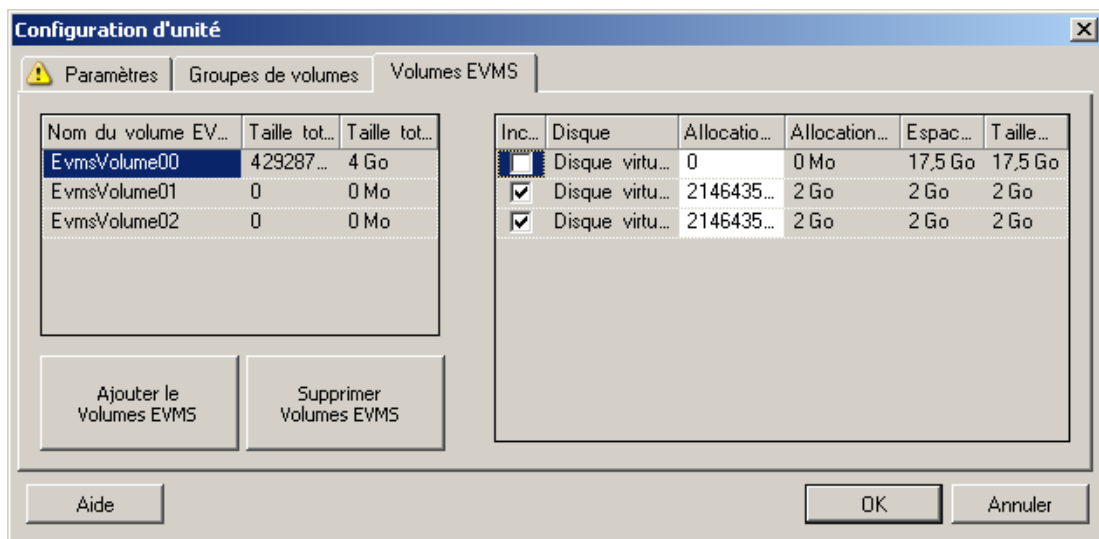 Configuration d'unité
Paramètres Groupes de volumes Volumes EVMS
Nom du volume EV... Taille tot... Taille tot... Inc... Disque Allocatio... Allocation... Espac... Taille...
EvmsVolume00 429287... 4 Go Disque virtu... 0 0 Mo 17,5 Go 17,5 Go
EvmsVolume01 0 0 Mo Disque virtu... 2146435... 2 Go 2 Go 2 Go
EvmsVolume02 0 0 Mo Disque virtu... 2146435... 2 Go 2 Go 2 Go
Ajouter le Supprimer
Volumes EVMS Volumes EVMS
Aide OK Annuler